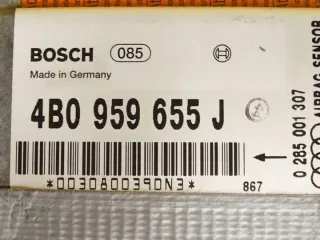 BOSCH 085
Made in Germany
4B0 959 655 J
*0030800390N3*
867
0 285 001 307
AIRBAG SENSOR